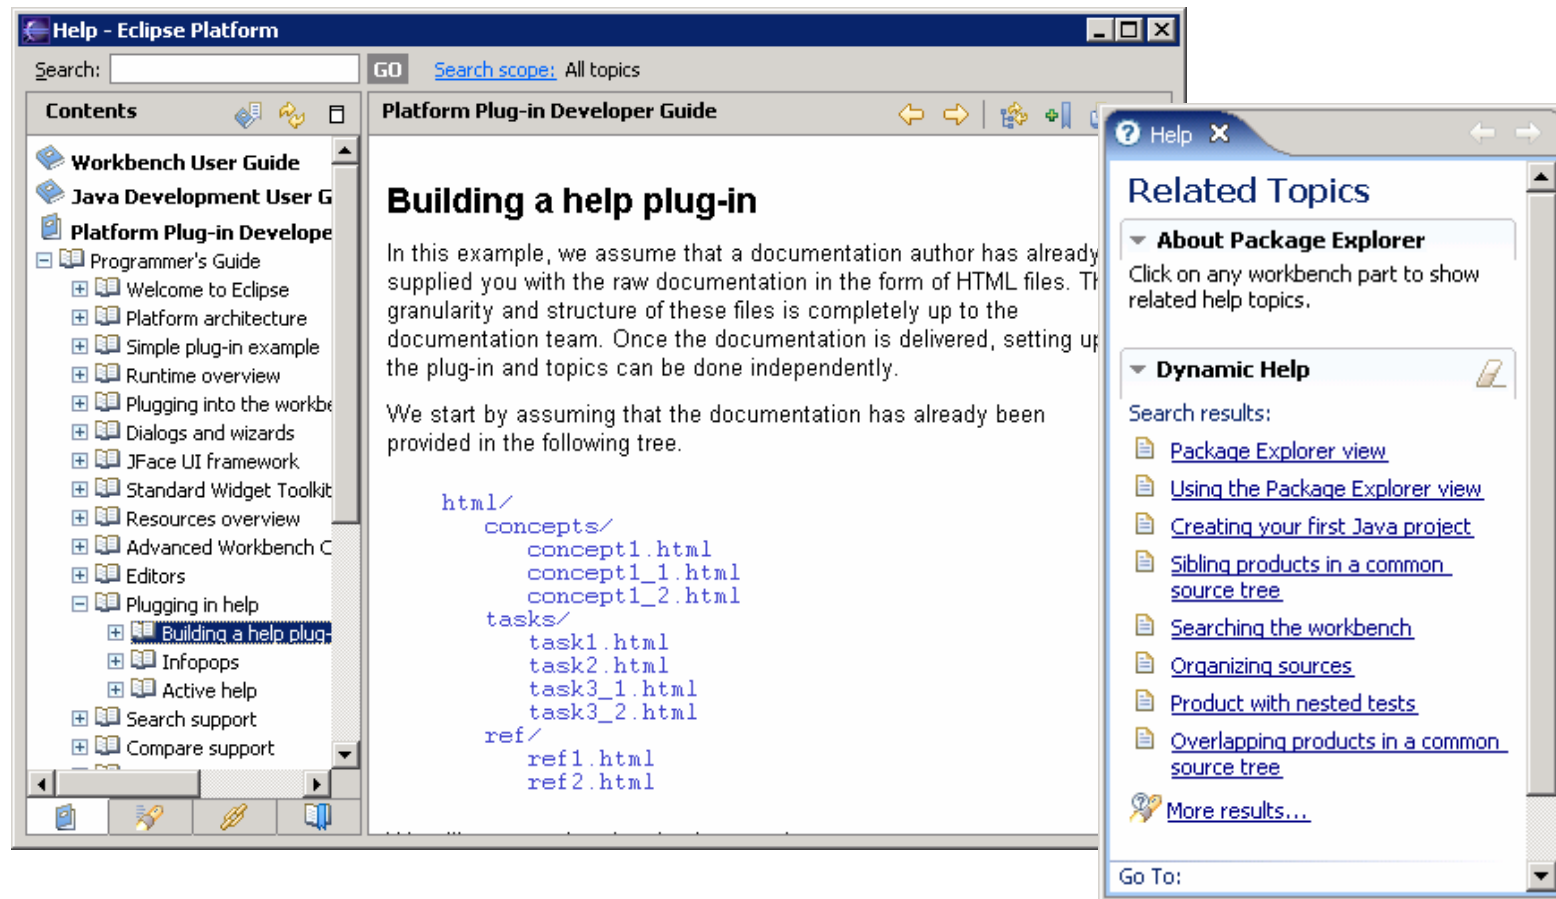 Help - Eclipse Platform
Search:
GO
Search scope: All topics
Contents
Workbench User Guide
Java Development User G
Platform Plug-in Develope
Programmer's Guide
Welcome to Eclipse
Platform architecture
Simple plug-in example
Runtime overview
Plugging into the workbe
Dialogs and wizards
JFace UI framework
Standard Widget Toolkit
Resources overview
Advanced Workbench C
Editors
Plugging in help
Building a help plug-
Infopops
Active help
Search support
Compare support
Platform Plug-in Developer Guide
Building a help plug-in
In this example, we assume that a documentation author has already
supplied you with the raw documentation in the form of HTML files. Th
granularity and structure of these files is completely up to the
documentation team. Once the documentation is delivered, setting up
the plug-in and topics can be done independently.
We start by assuming that the documentation has already been
provided in the following tree.
html/
concepts/
concept1.html
concept1_1.html
concept1_2.html
tasks/
task1.html
task2.html
task3_1.html
task3_2.html
ref/
ref1.html
ref2.html
Help
Related Topics
About Package Explorer
Click on any workbench part to show
related help topics.
Dynamic Help
Search results:
Package Explorer view
Using the Package Explorer view
Creating your first Java project
Sibling products in a common
source tree
Searching the workbench
Organizing sources
Product with nested tests
Overlapping products in a common
source tree
More results...
Go To: